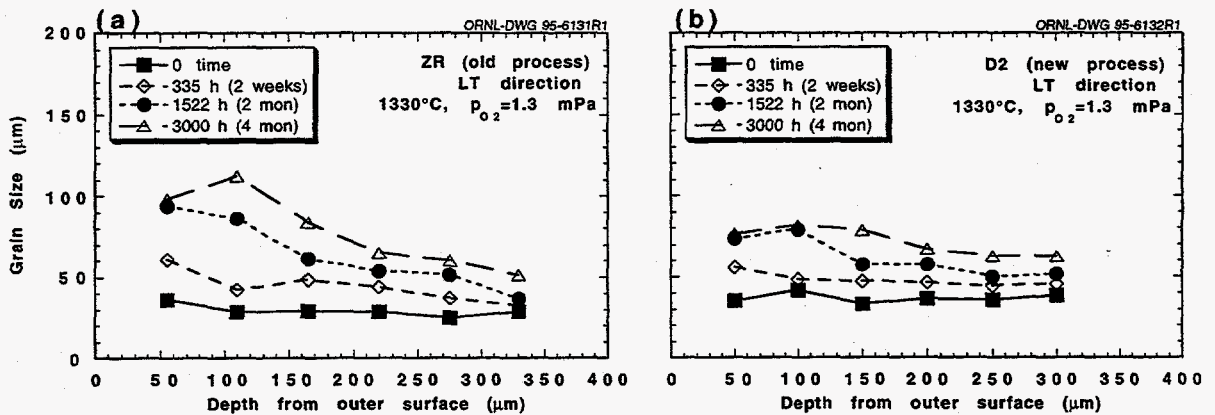 (a)
ORNL-DWG 95-6131R1
200
150
100
50
0
Grain Size (μm)
0 time
335 h (2 weeks)
1522 h (2 mon)
3000 h (4 mon)
ZR (old process)
LT direction
1330°C, pO2=1.3 mPa
0 50 100 150 200 250 300 350 400
Depth from outer surface (μm)
(b)
ORNL-DWG 95-6132R1
0 time
335 h (2 weeks)
1522 h (2 mon)
3000 h (4 mon)
D2 (new process)
LT direction
1330°C, pO2=1.3 mPa
0 50 100 150 200 250 300 350 400
Depth from outer surface (μm)